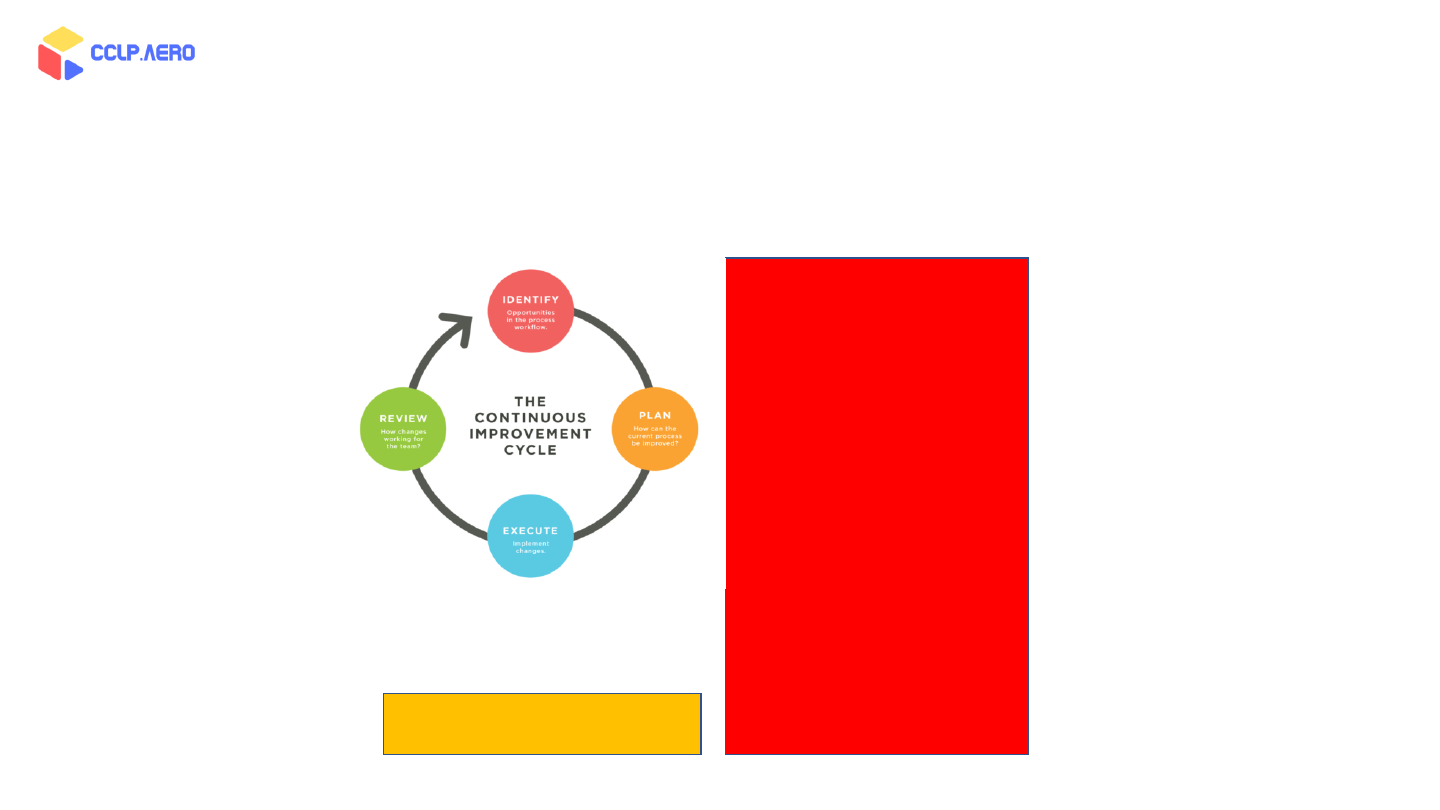 CCLP.AERO
IDENTIFY
Opportunities
in the process
workflow.
REVIEW
How changes
working for
the team?
THE
CONTINUOUS
IMPROVEMENT
CYCLE
PLAN
How can the
current process
be improved?
EXECUTE
Implement
changes.